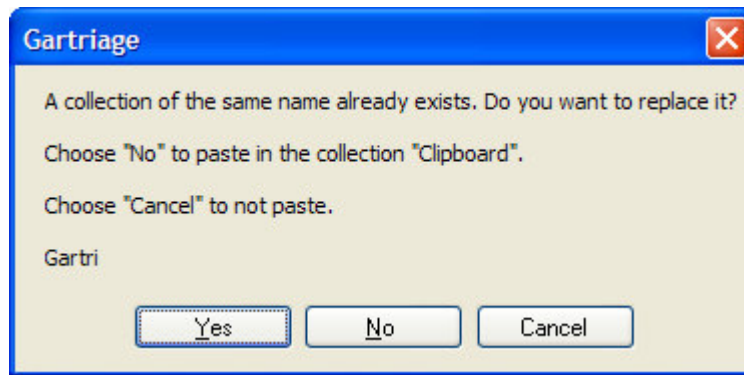 Gartriage
A collection of the same name already exists. Do you want to replace it?
Choose "No" to paste in the collection "Clipboard".
Choose "Cancel" to not paste.
Gartri
Yes No Cancel